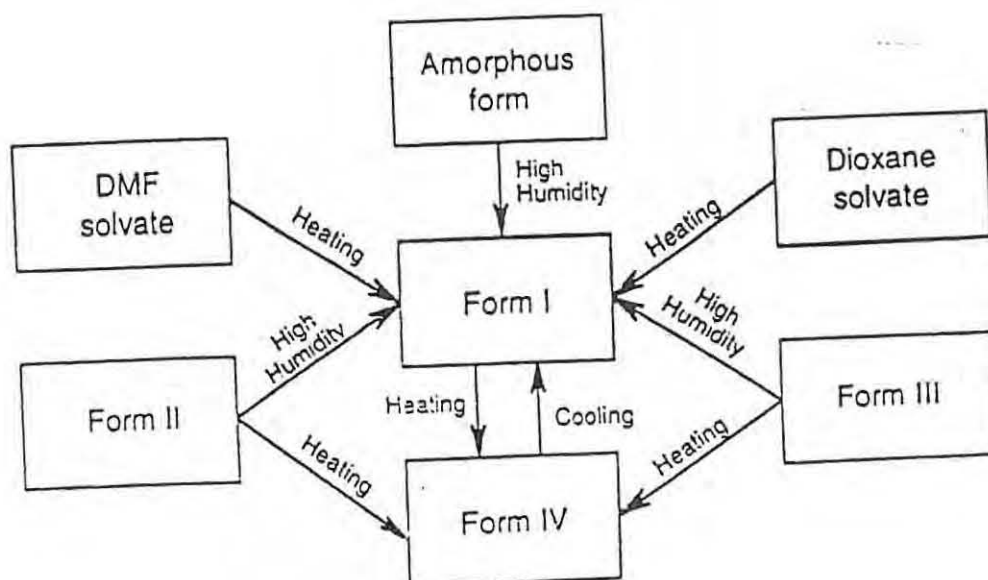 Amorphous
form
DMF
solvate
High
Humidity
Dioxane
solvate
Heating
Heating
Form I
High
Humidity
High
Humidity
Form II
Heating
Cooling
Form III
Heating
Heating
Form IV